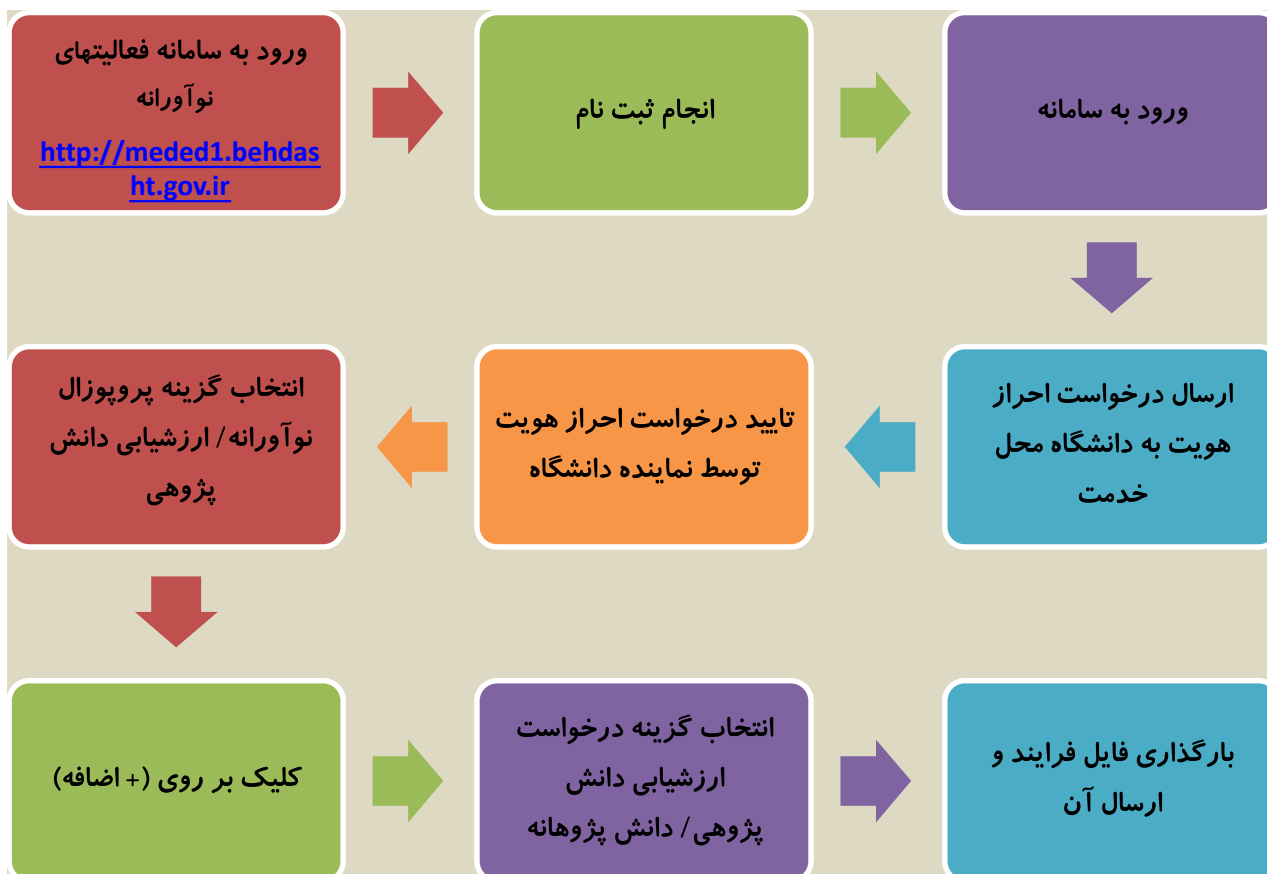 ورود به سامانه فعالیتهای
نوآورانه
http://meded1.behdas
ht.gov.ir
انجام ثبت نام
ورود به سامانه
ارسال درخواست احراز
هویت به دانشگاه محل
خدمت
تایید درخواست احراز هویت
توسط نماینده دانشگاه
انتخاب گزینه پروپوزال
نوآورانه/ ارزشیابی دانش
پژوهی
کلیک بر روی (+ اضافه)
انتخاب گزینه درخواست
ارزشیابی دانش
پژوهی/ دانش پژوهانه
بارگذاری فایل فرایند و
ارسال آن